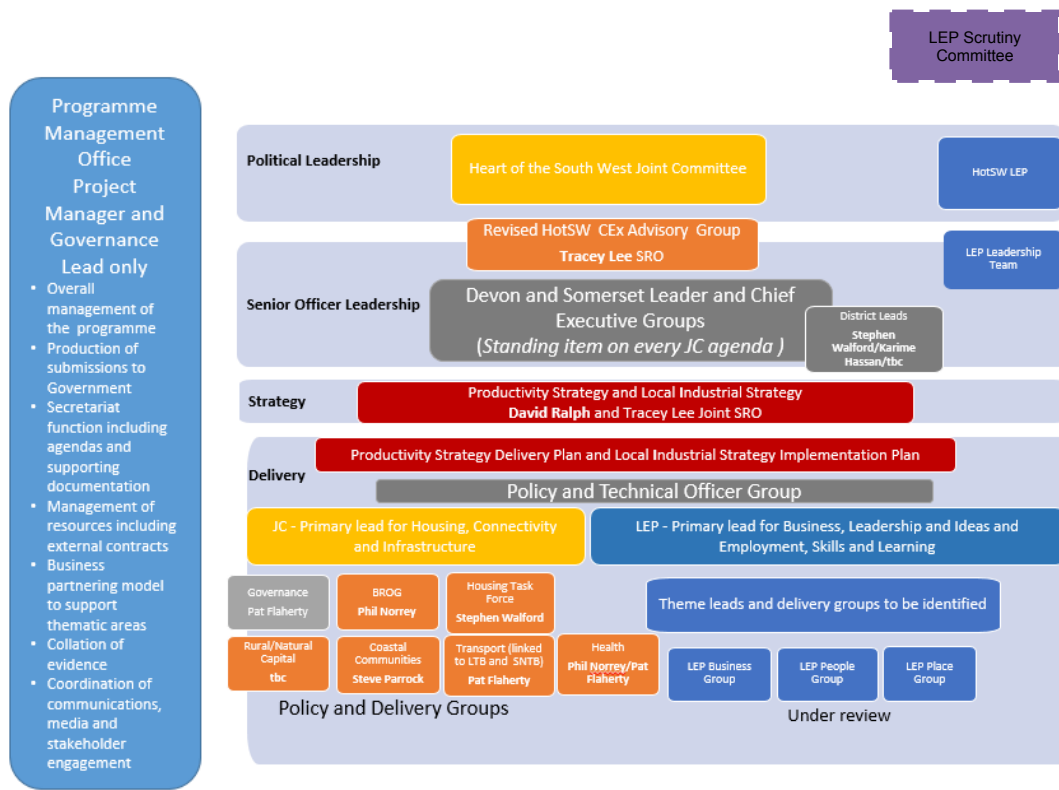 LEP Scrutiny
Committee
Programme
Management
Office
Project
Manager and
Governance
Lead only
• Overall
management of
the programme
• Production of
submissions to
Government
• Secretariat
function including
agendas and
supporting
documentation
• Management of
resources including
external contracts
• Business
partnering model
to support
thematic areas
• Collation of
evidence
• Coordination of
communications,
media and
stakeholder
engagement
Political Leadership
Heart of the South West Joint Committee
HotSW LEP
Revised HotSW CEx Advisory Group
Tracey Lee SRO
LEP Leadership
Team
Senior Officer Leadership
Devon and Somerset Leader and Chief
Executive Groups
(Standing item on every JC agenda )
District Leads
Stephen
Walford/Karime
Hassan/tbc
Strategy
Productivity Strategy and Local Industrial Strategy
David Ralph and Tracey Lee Joint SRO
Delivery
Productivity Strategy Delivery Plan and Local Industrial Strategy Implementation Plan
Policy and Technical Officer Group
JC - Primary lead for Housing, Connectivity
and Infrastructure
LEP - Primary lead for Business, Leadership and Ideas and
Employment, Skills and Learning
Governance
Pat Flaherty
BROG
Phil Norrey
Housing Task
Force
Stephen Walford
Theme leads and delivery groups to be identified
Rural/Natural
Capital
tbc
Coastal
Communities
Steve Parrock
Transport (linked
to LTB and SNTB)
Pat Flaherty
Health
Phil Norrey/Pat
Flaherty
LEP Business
Group
LEP People
Group
LEP Place
Group
Policy and Delivery Groups
Under review